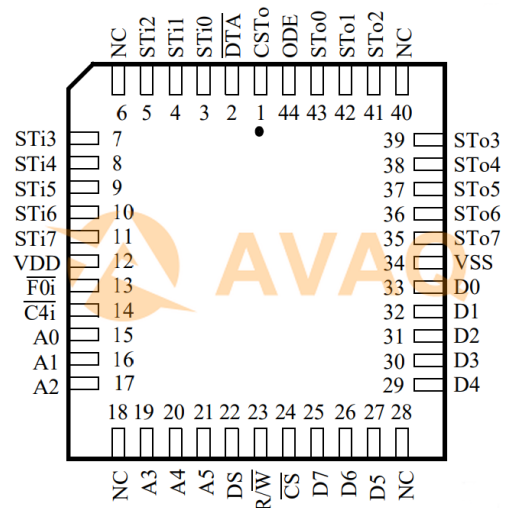 NC STi2 STi1 STi0 D̅T̅A̅ CSTo ODE STo0 STo1 STo2 NC
6 5 4 3 2 1 44 43 42 41 40
STi3 7 39 STo3
STi4 8 38 STo4
STi5 9 37 STo5
STi6 10 36 STo6
STi7 11 35 STo7
VDD 12 34 VSS
F̅0̅i̅ 13 33 D0
C̅4̅i̅ 14 32 D1
A0 15 31 D2
A1 16 30 D3
A2 17 29 D4
AVAQ
18 19 20 21 22 23 24 25 26 27 28
NC A3 A4 A5 DS R/W̅ C̅S̅ D7 D6 D5 NC